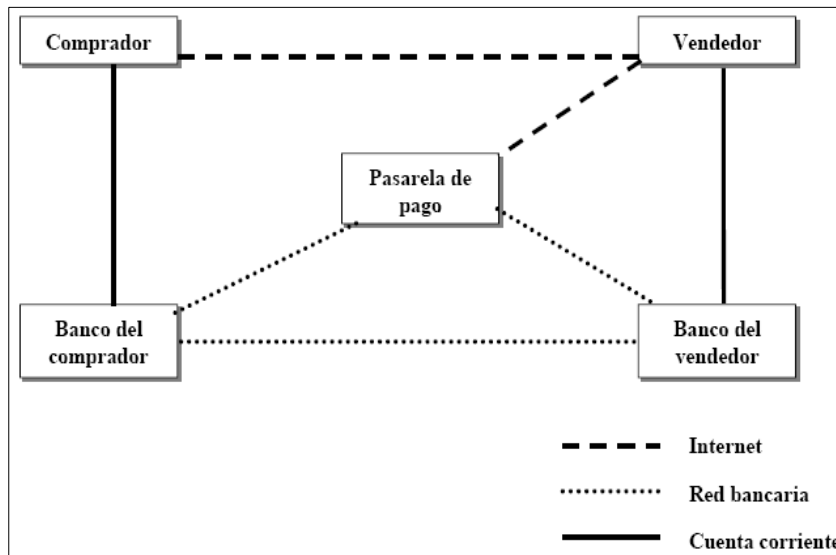 Comprador
Vendedor
Pasarela de
pago
Banco del
comprador
Banco del
vendedor
Internet
Red bancaria
Cuenta corriente